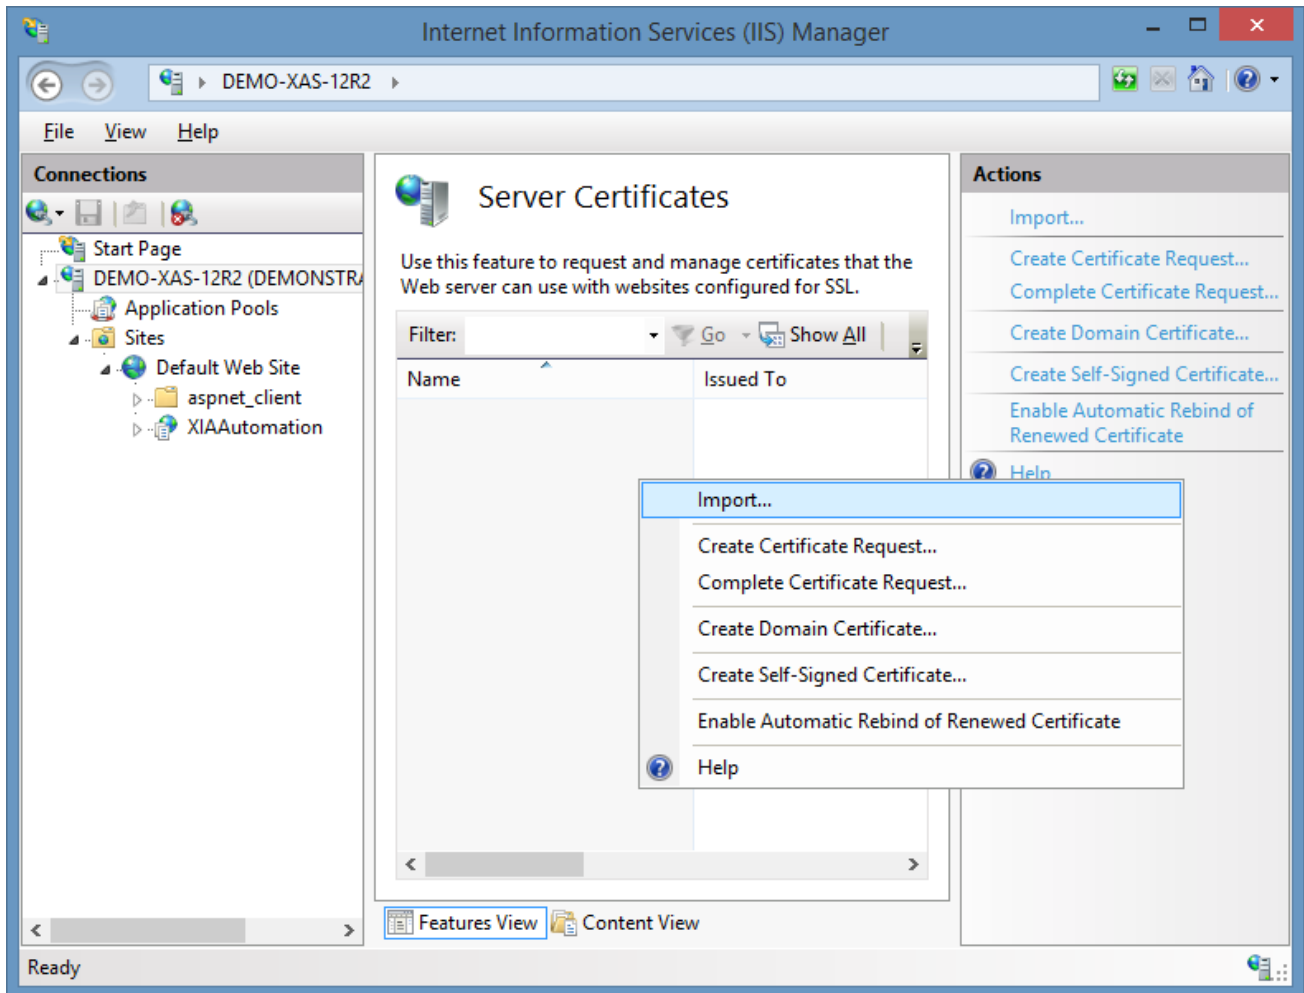 Internet Information Services (IIS) Manager
DEMO-XAS-12R2
File View Help
Connections
Start Page
DEMO-XAS-12R2 (DEMONSTRA
Application Pools
Sites
Default Web Site
aspnet_client
XIAAutomation
Server Certificates
Use this feature to request and manage certificates that the
Web server can use with websites configured for SSL.
Filter: Go Show All
Name Issued To
Import...
Create Certificate Request...
Complete Certificate Request...
Create Domain Certificate...
Create Self-Signed Certificate...
Enable Automatic Rebind of Renewed Certificate
Help
Features View Content View
Actions
Import...
Create Certificate Request...
Complete Certificate Request...
Create Domain Certificate...
Create Self-Signed Certificate...
Enable Automatic Rebind of
Renewed Certificate
Help
Ready